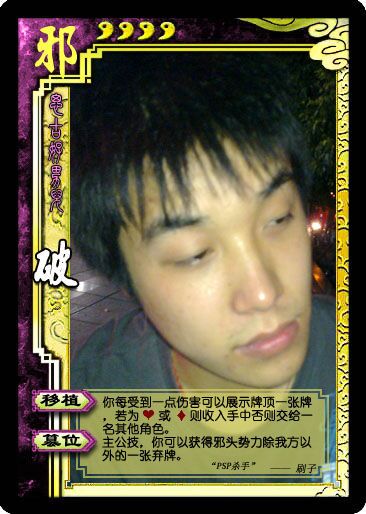 邪
破
移植
你每受到一点伤害可以展示牌顶一张牌
，若为♥或♦则收入手中否则交给一
名其他角色。
墓位
主公技，你可以获得邪头势力除我方以
外的一张弃牌。
“PSP杀手” —— 刷子